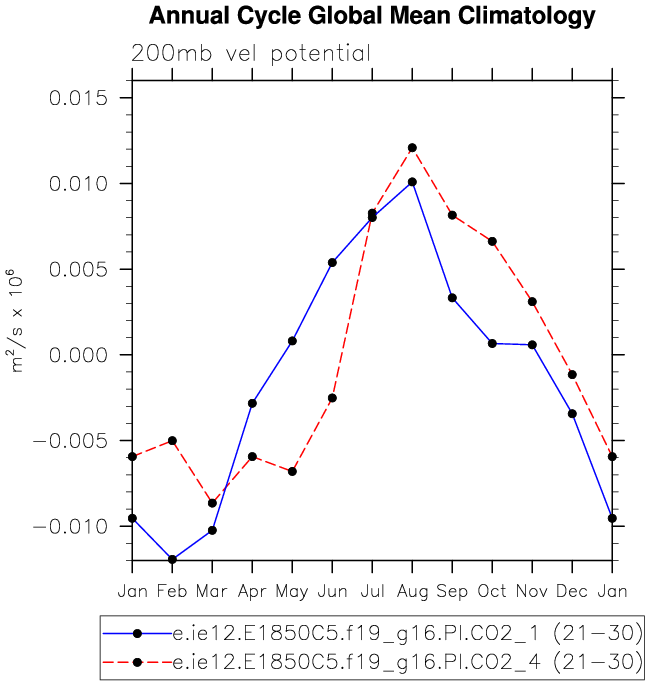 Annual Cycle Global Mean Climatology
200mb vel potential
0.015
0.010
0.005
0.000
−0.005
−0.010
m²/s x 10⁶
Jan Feb Mar Apr May Jun Jul Aug Sep Oct Nov Dec Jan
e.ie12.E1850C5.f19_g16.PI.CO2_1 (21−30)
e.ie12.E1850C5.f19_g16.PI.CO2_4 (21−30)